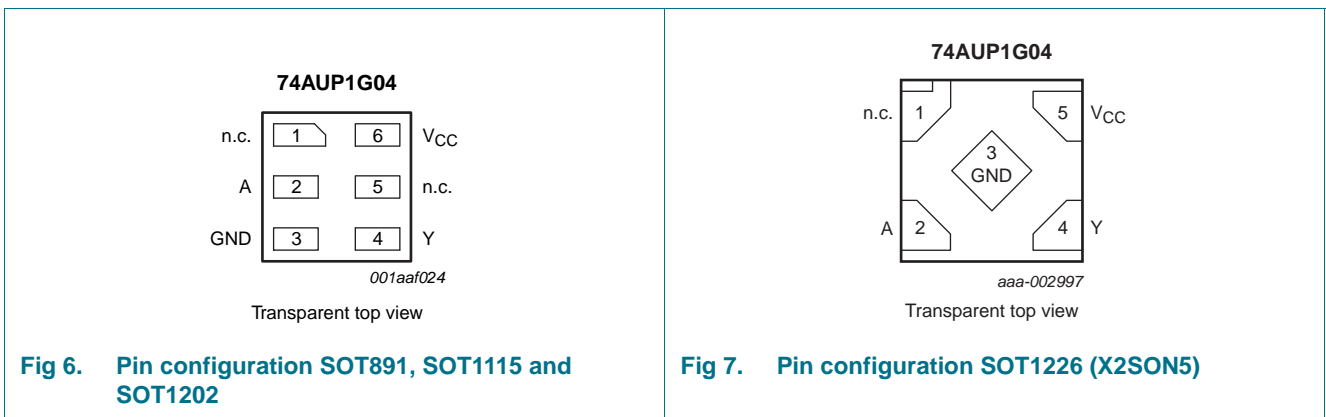 74AUP1G04
n.c. 1 6 VCC
A 2 5 n.c.
GND 3 4 Y
001aaf024
Transparent top view
Fig 6. Pin configuration SOT891, SOT1115 and
SOT1202
74AUP1G04
n.c. 1 5 VCC
3
GND
A 2 4 Y
aaa-002997
Transparent top view
Fig 7. Pin configuration SOT1226 (X2SON5)